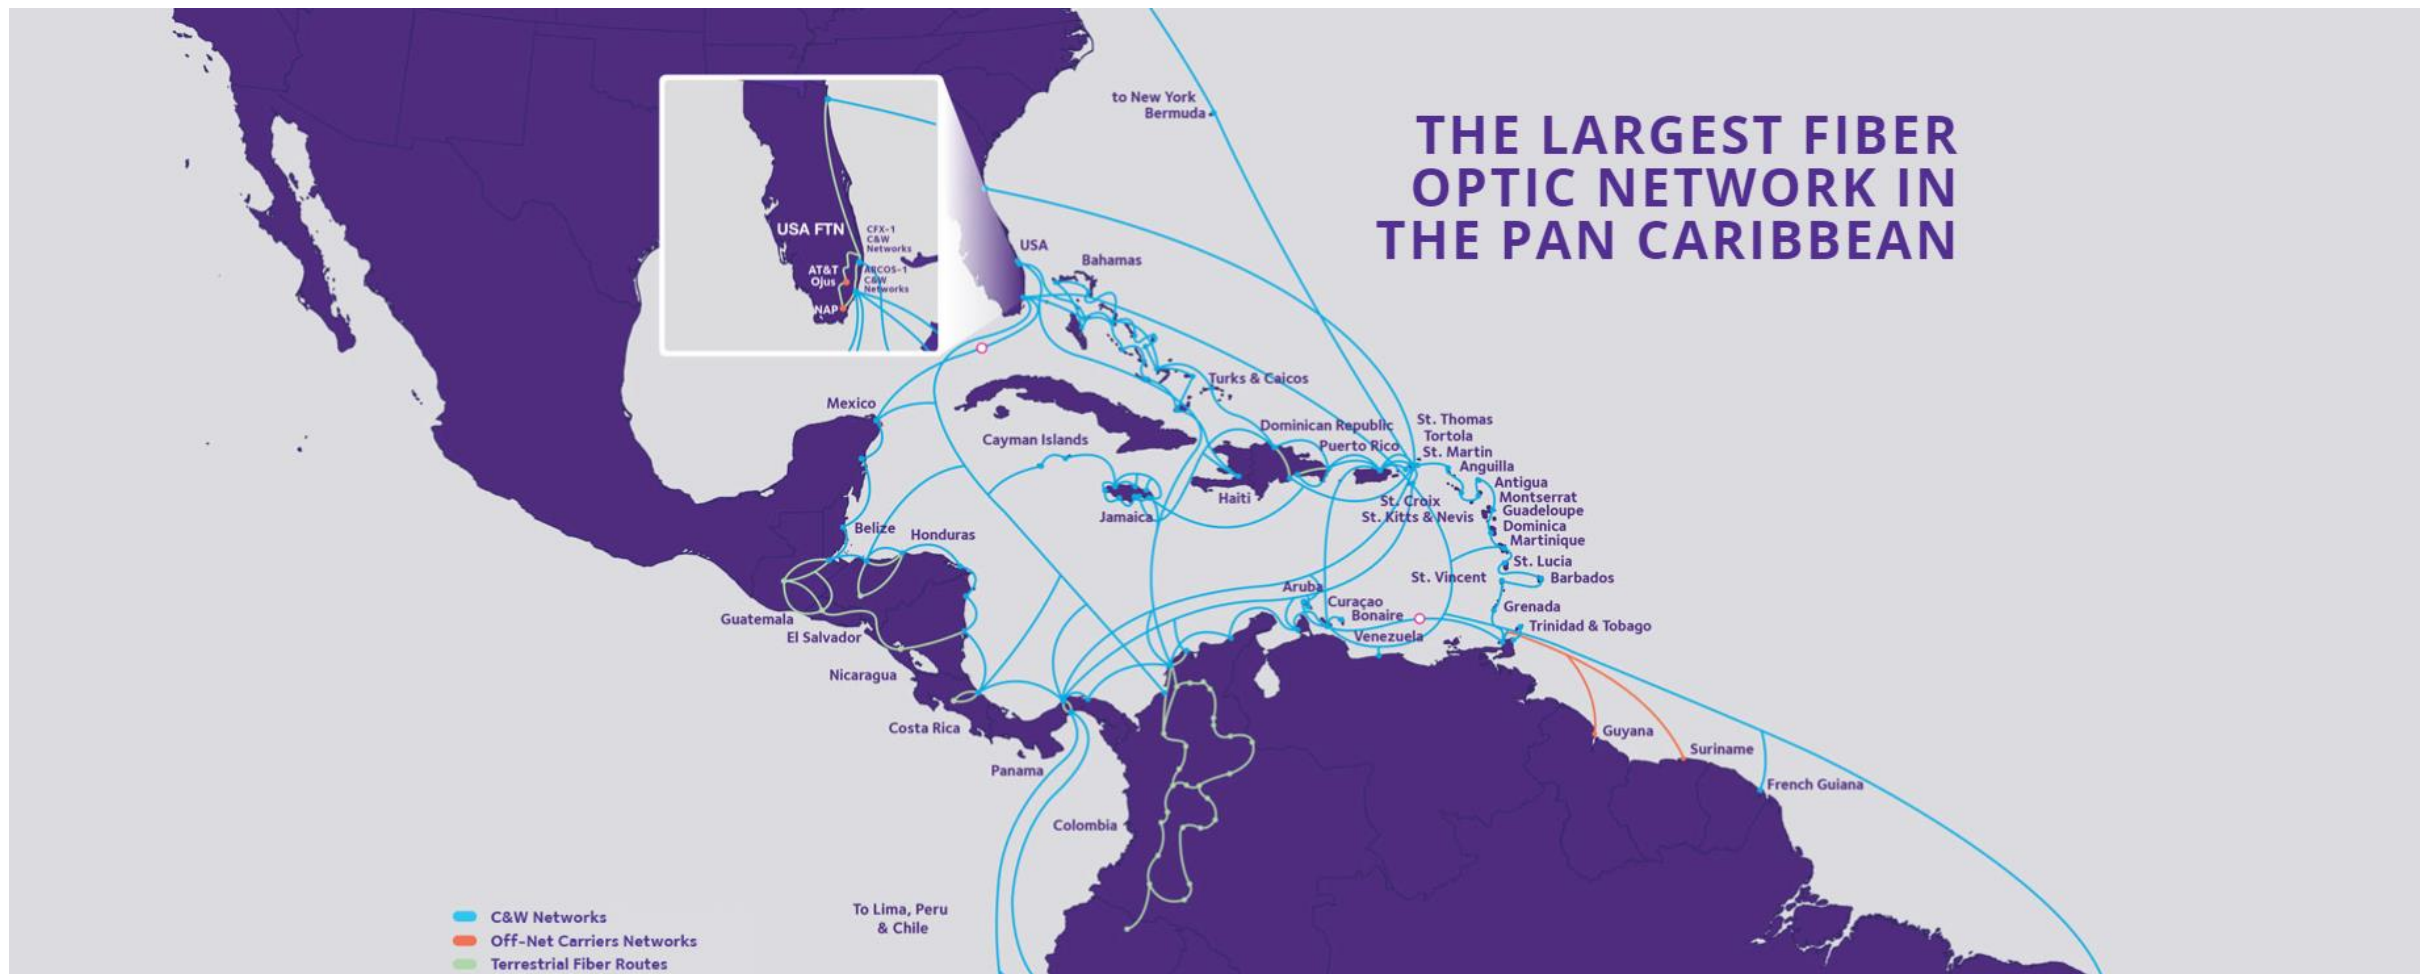 THE LARGEST FIBER
OPTIC NETWORK IN
THE PAN CARIBBEAN
to New York
Bermuda
USA FTN
CFX-1
C&W
Networks
AT&T
Ojus
ARCOS-1
C&W
Networks
NAP
USA
Bahamas
Turks & Caicos
Mexico
Cayman Islands
Dominican Republic
Puerto Rico
St. Thomas
Tortola
St. Martin
Anguilla
Antigua
Montserrat
Guadeloupe
Dominica
Martinique
St. Lucia
Barbados
St. Croix
St. Kitts & Nevis
Haiti
Jamaica
Belize
Honduras
St. Vincent
Aruba
Curaçao
Bonaire
Venezuela
Grenada
Trinidad & Tobago
Guatemala
El Salvador
Nicaragua
Costa Rica
Panama
Colombia
Guyana
Suriname
French Guiana
To Lima, Peru
& Chile
C&W Networks
Off-Net Carriers Networks
Terrestrial Fiber Routes